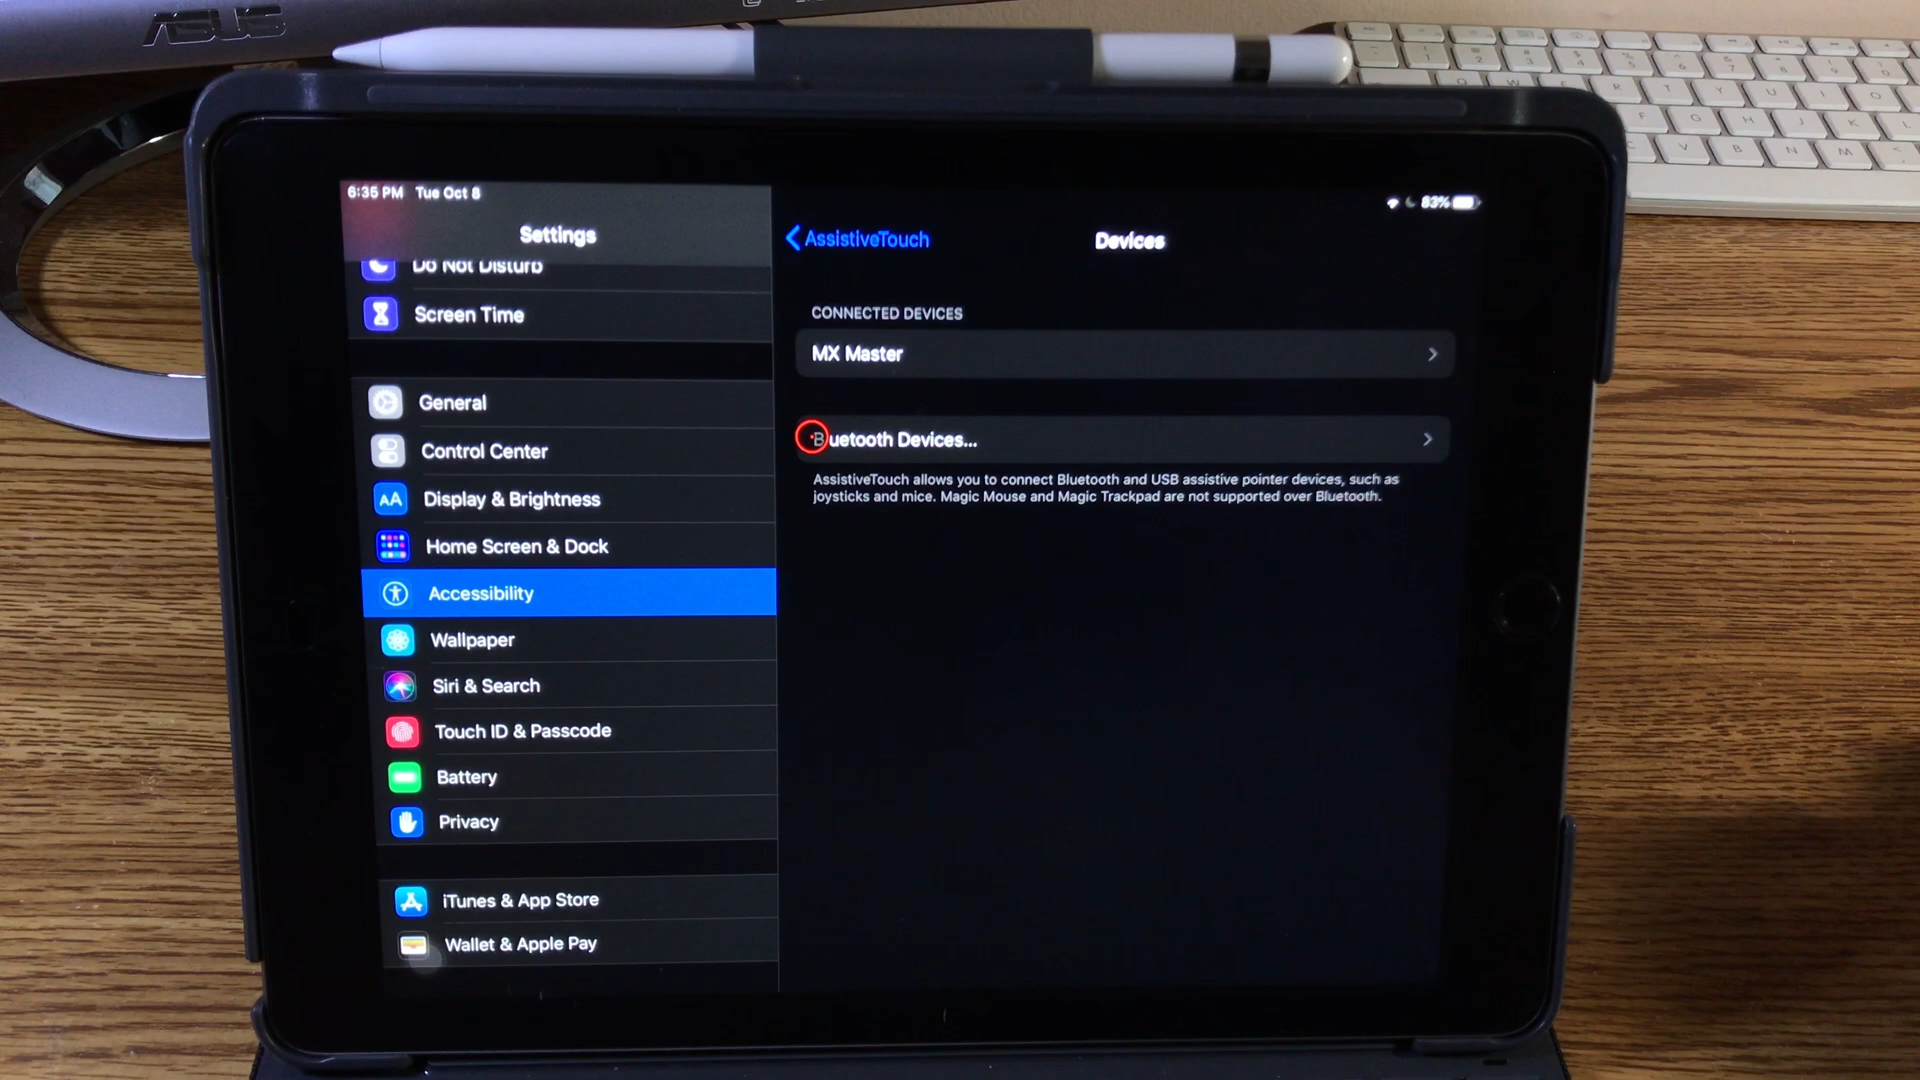 ASUS
6:35 PM Tue Oct 8
83%
Settings
Do Not Disturb
Screen Time
General
Control Center
AA
Display & Brightness
Home Screen & Dock
Accessibility
Wallpaper
Siri & Search
Touch ID & Passcode
Battery
Privacy
iTunes & App Store
Wallet & Apple Pay
AssistiveTouch
Devices
CONNECTED DEVICES
MX Master
Bluetooth Devices...
AssistiveTouch allows you to connect Bluetooth and USB assistive pointer devices, such as
joysticks and mice. Magic Mouse and Magic Trackpad are not supported over Bluetooth.
R T Y U I O
F G H J K L
C V B N M